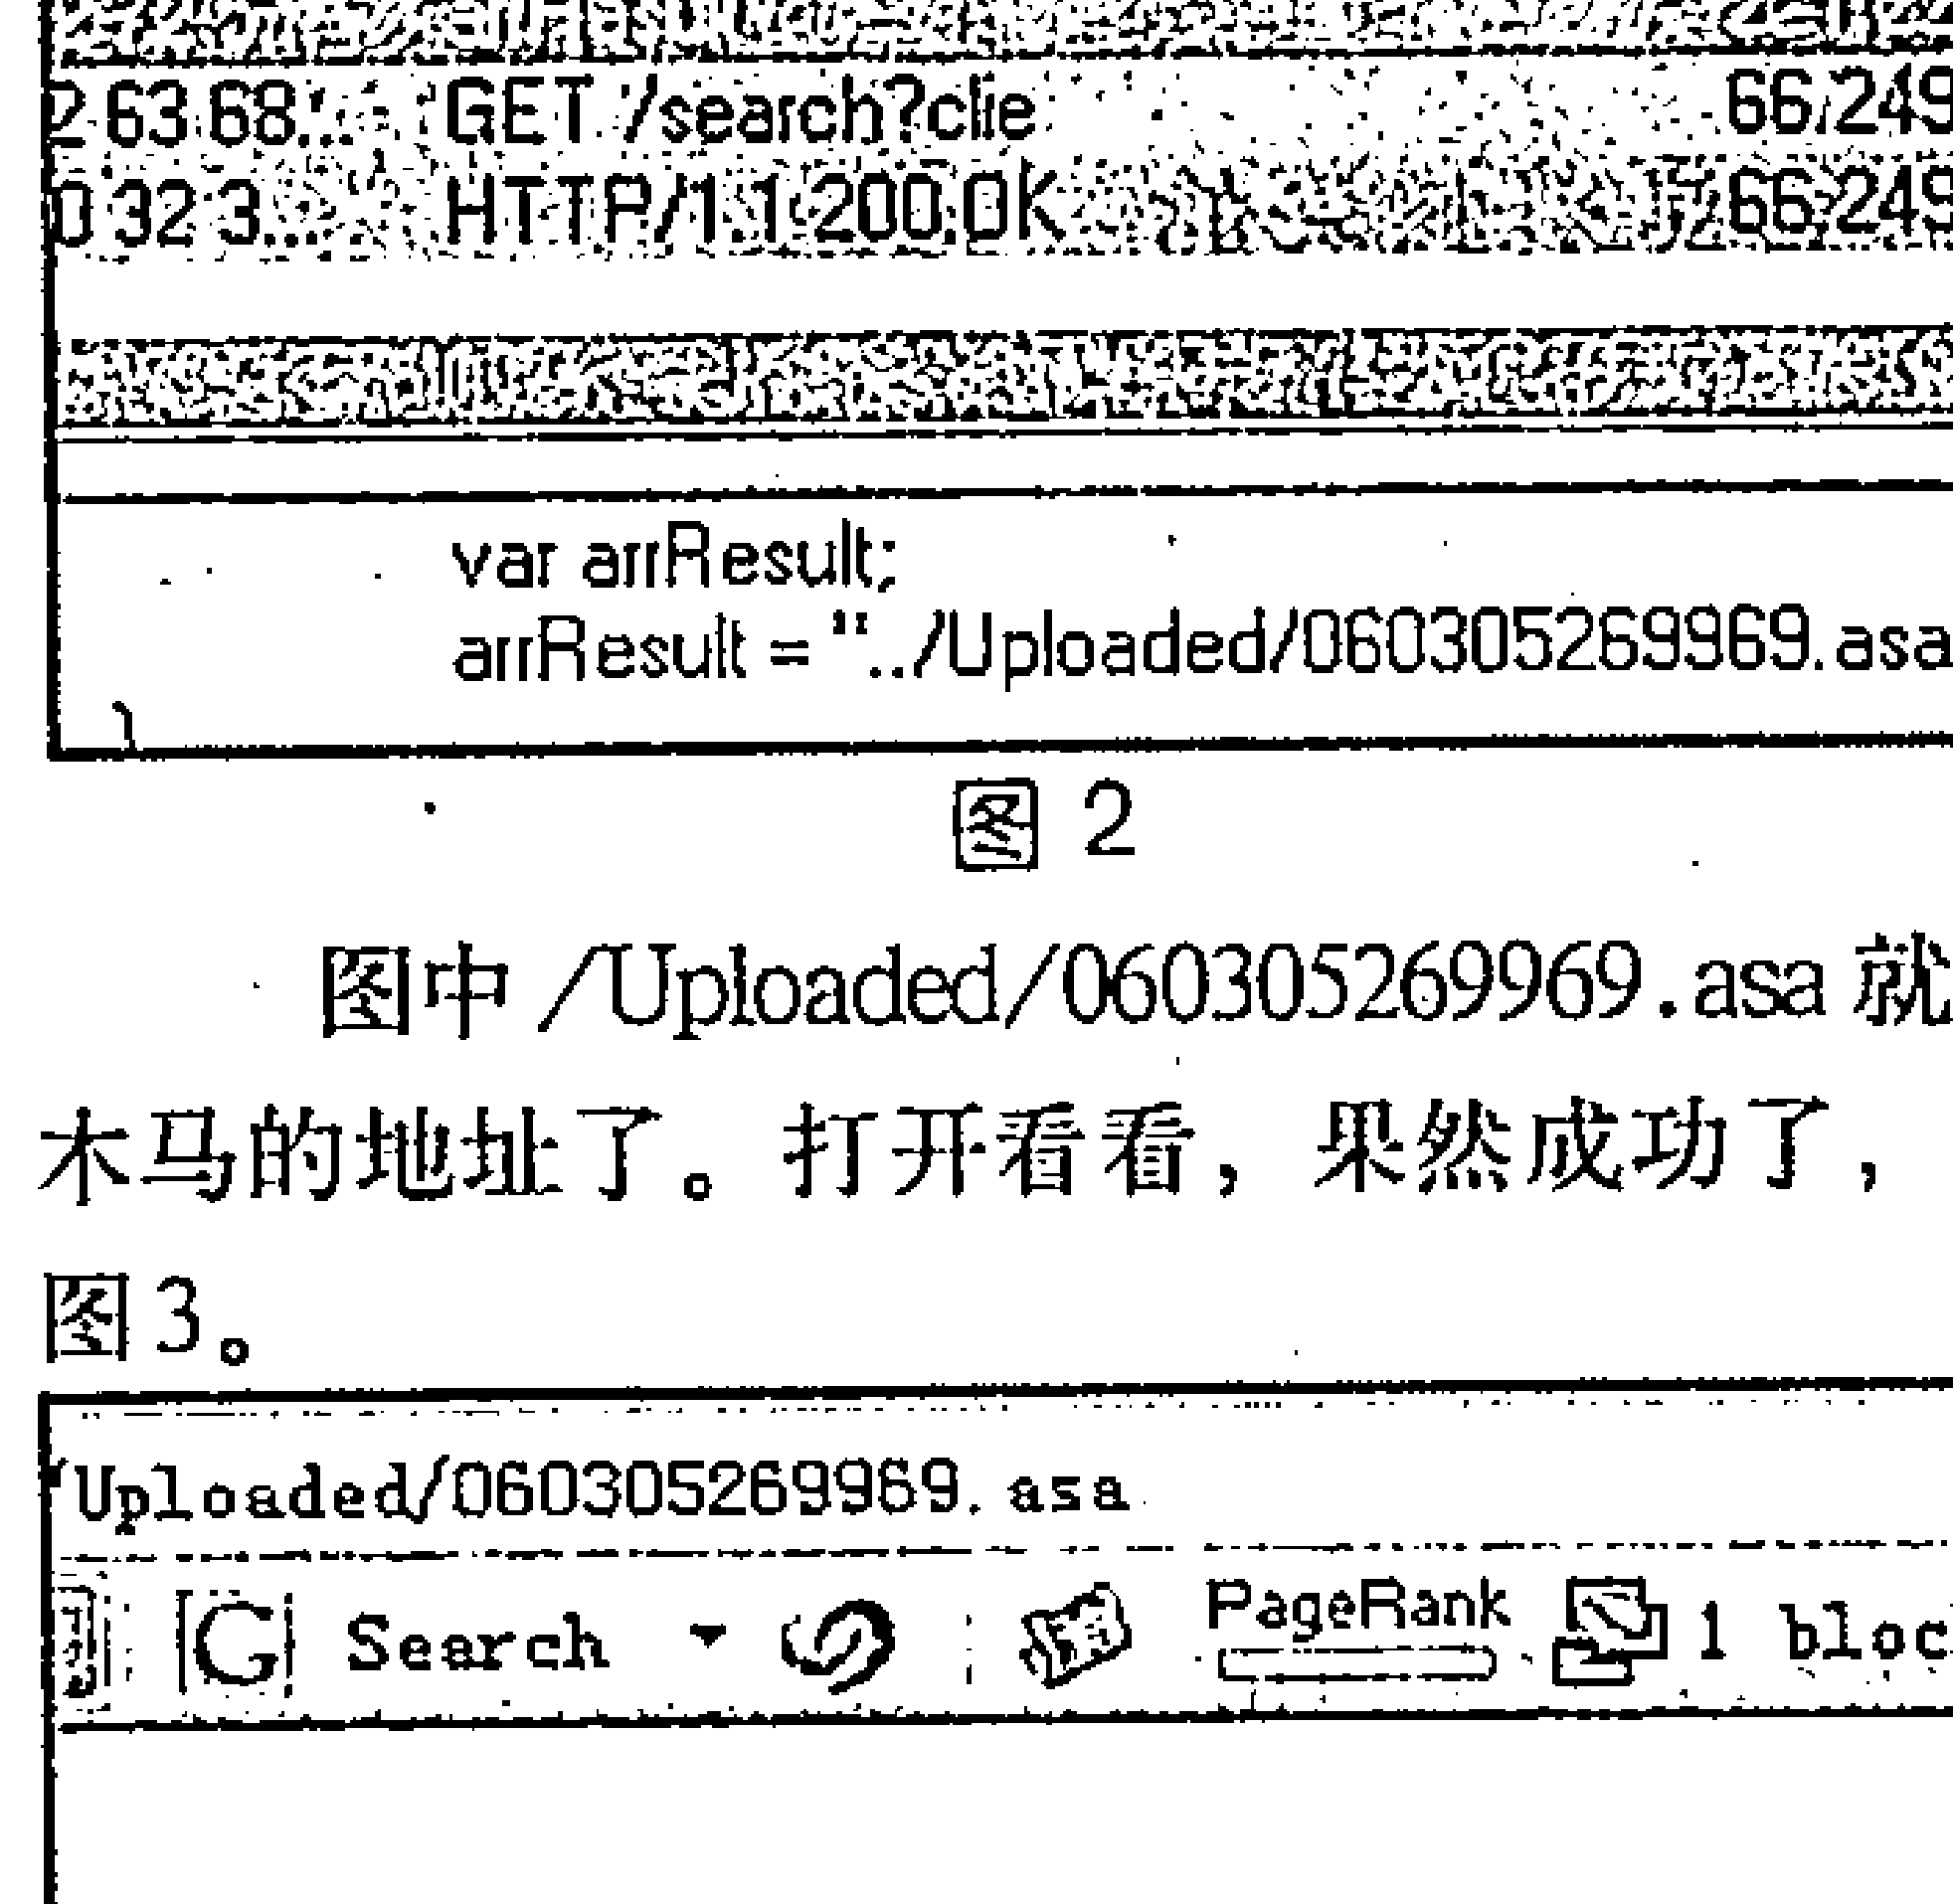 2 63 68... GET /search?clie 66.249
0 32 3... HTTP/1.1 200 OK 66.249
var arrResult;
arrResult = "../Uploaded/060305269969.asa
}
图 2
图中 /Uploaded/060305269969.asa 就
木马的地址了。打开看看，果然成功了，
图 3。
/Uploaded/060305269969.asa
G Search PageRank 1 bloc